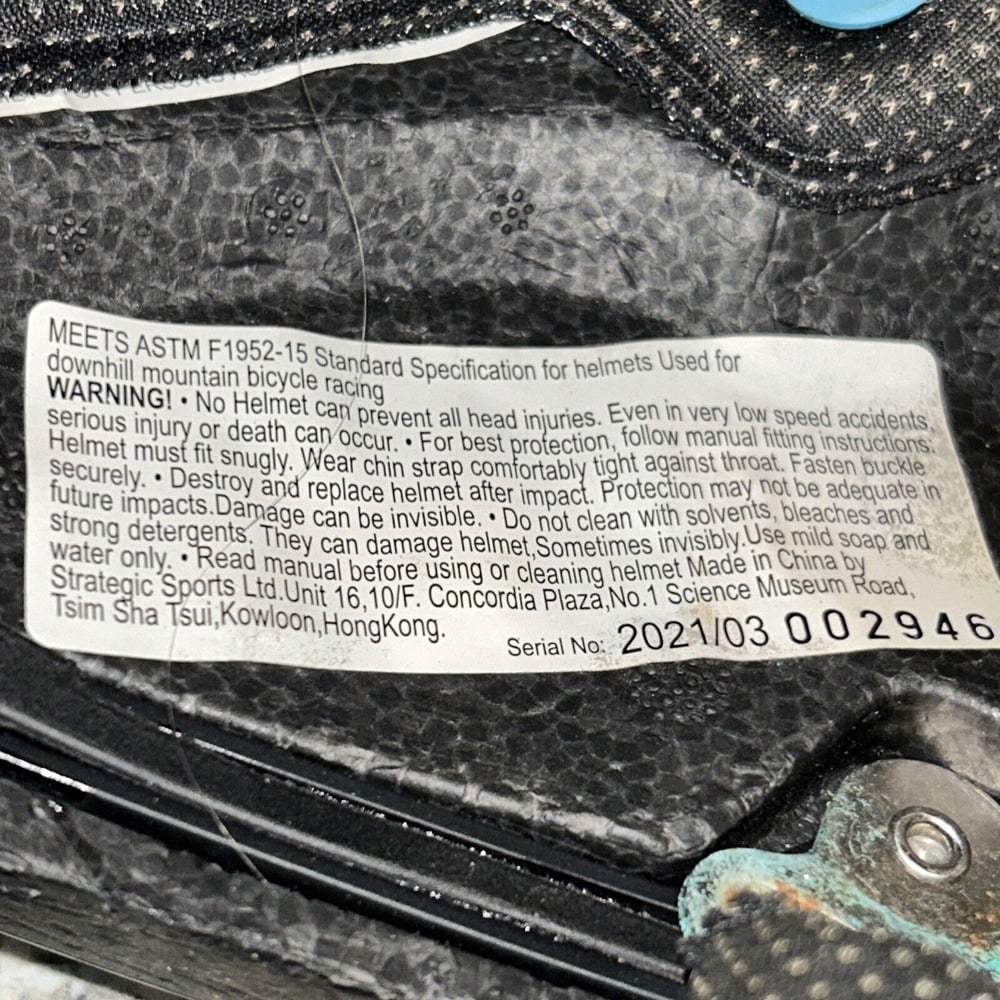 MEETS ASTM F1952-15 Standard Specification for helmets Used for
downhill mountain bicycle racing
WARNING! • No Helmet can prevent all head injuries. Even in very low speed accidents,
serious injury or death can occur. • For best protection, follow manual fitting instructions.
Helmet must fit snugly. Wear chin strap comfortably tight against throat. Fasten buckle
securely. • Destroy and replace helmet after impact. Protection may not be adequate in
future impacts.Damage can be invisible. • Do not clean with solvents, bleaches and
strong detergents. They can damage helmet,Sometimes invisibly.Use mild soap and
water only. • Read manual before using or cleaning helmet Made in China by
Strategic Sports Ltd.Unit 16,10/F. Concordia Plaza,No.1 Science Museum Road,
Tsim Sha Tsui,Kowloon,HongKong.
Serial No: 2021/03 002946